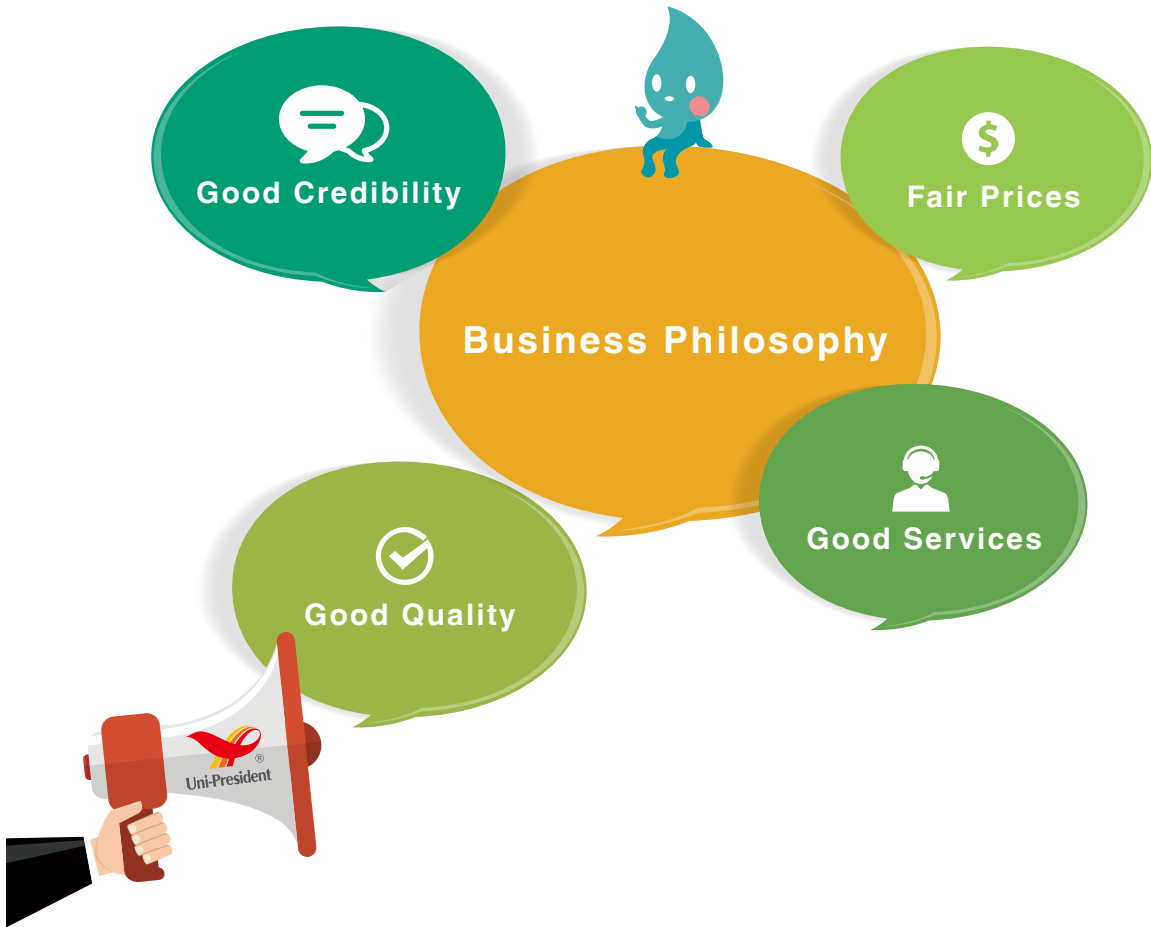 Good Credibility
$
Fair Prices
Business Philosophy
Good Services
Good Quality
®
Uni-President